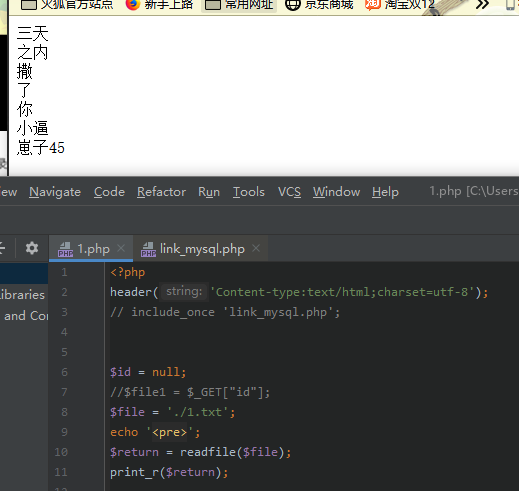 火狐官方站点 新手上路 常用网址 京东商城 淘宝双12
三天
之内
撒
了
你
小逼
崽子45
ew Navigate Code Refactor Run Tools VCS Window Help 1.php [C:\Users
1.php link_mysql.php
1 <?php
2 header( string: 'Content-type:text/html;charset=utf-8');
3 // include_once 'link_mysql.php';
4
5
6 $id = null;
7 //$file1 = $_GET["id"];
8 $file = './1.txt';
9 echo '<pre>';
10 $return = readfile($file);
11 print_r($return);
ibraries
and Co